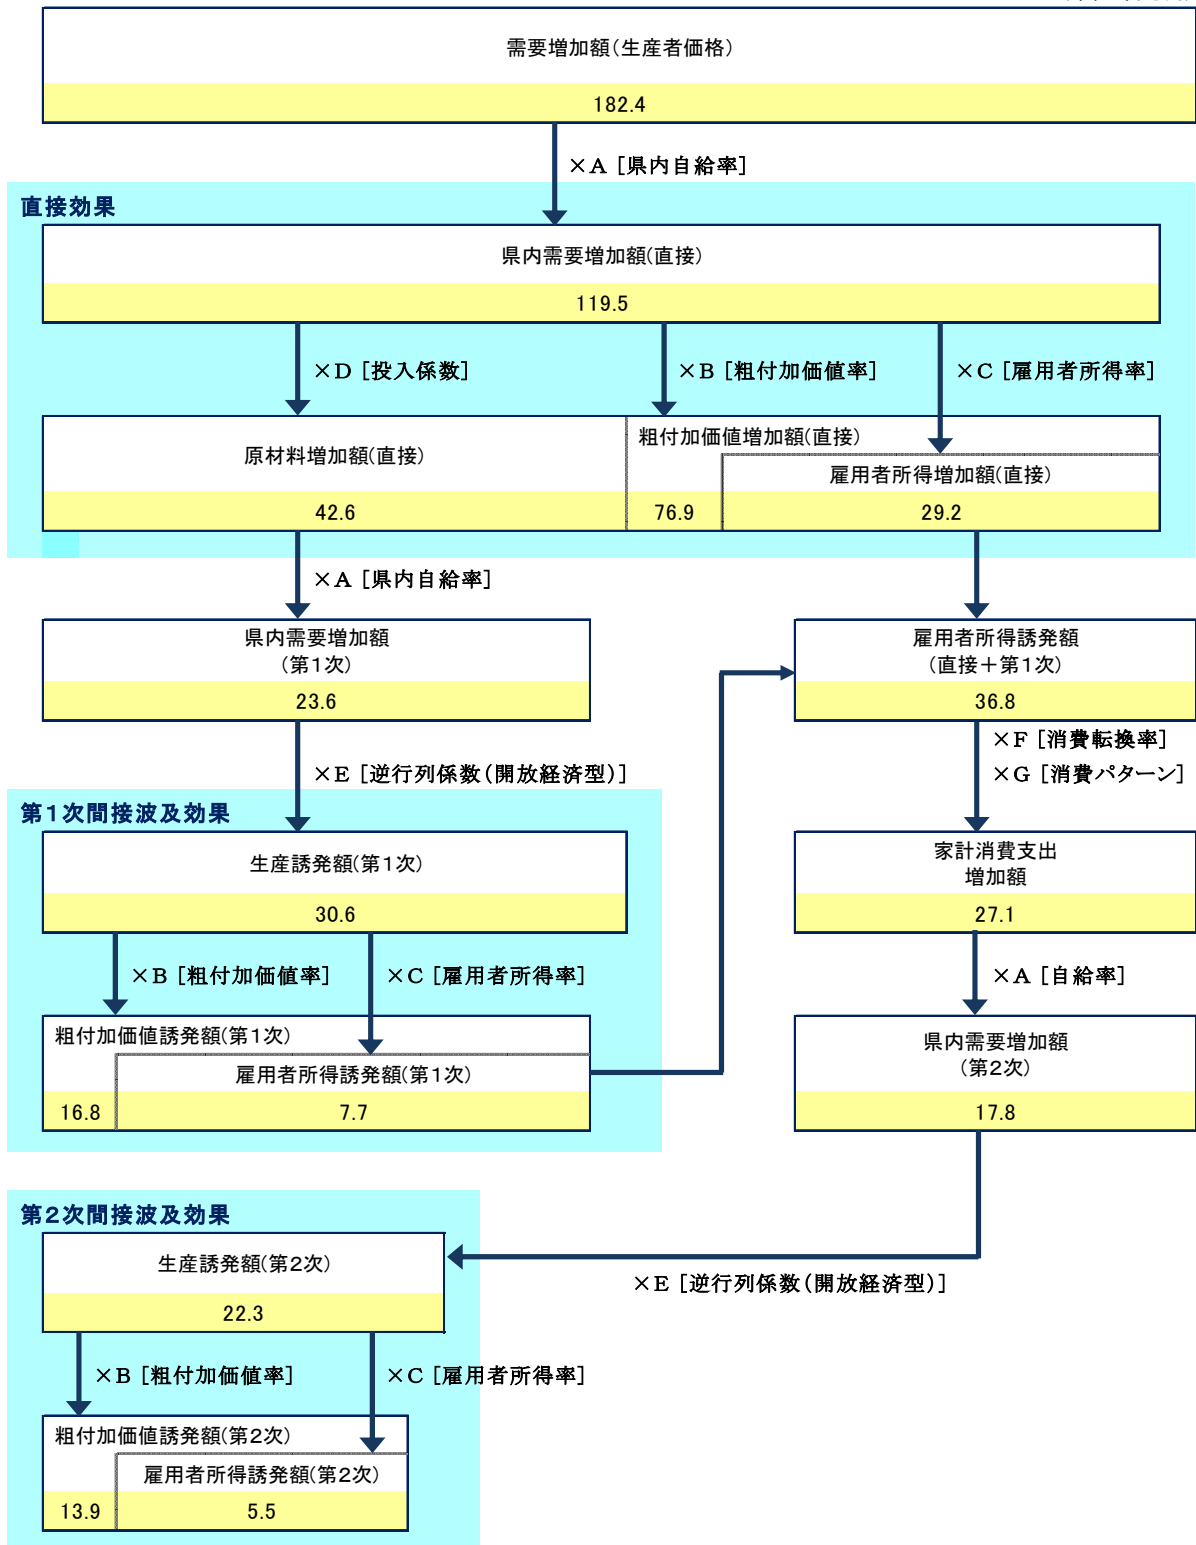 需要増加額(生産者価格)
182.4
×A [県内自給率]
直接効果
県内需要増加額(直接)
119.5
×D [投入係数]
×B [粗付加価値率]
×C [雇用者所得率]
原材料増加額(直接)
粗付加価値増加額(直接)
雇用者所得増加額(直接)
42.6
76.9
29.2
×A [県内自給率]
県内需要増加額
(第1次)
23.6
雇用者所得誘発額
(直接+第1次)
36.8
×F [消費転換率]
×G [消費パターン]
×E [逆行列係数(開放経済型)]
第1次間接波及効果
生産誘発額(第1次)
30.6
家計消費支出
増加額
27.1
×B [粗付加価値率]
×C [雇用者所得率]
×A [自給率]
粗付加価値誘発額(第1次)
雇用者所得誘発額(第1次)
16.8
7.7
県内需要増加額
(第2次)
17.8
第2次間接波及効果
生産誘発額(第2次)
22.3
×E [逆行列係数(開放経済型)]
×B [粗付加価値率]
×C [雇用者所得率]
粗付加価値誘発額(第2次)
雇用者所得誘発額(第2次)
13.9
5.5